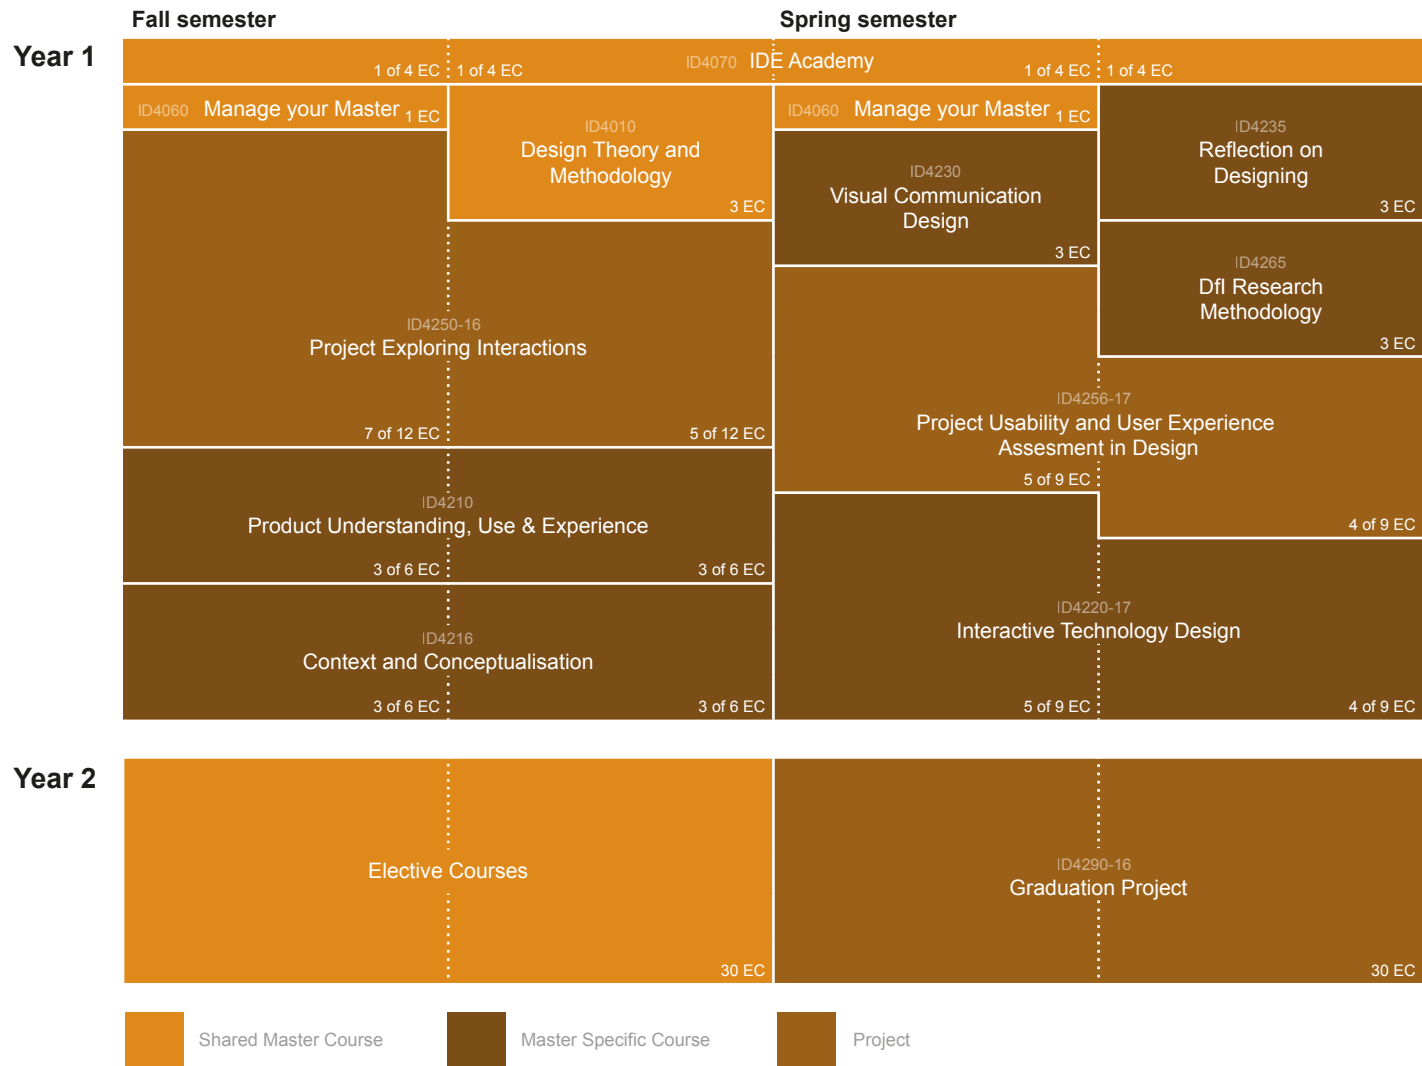 Fall semester
Spring semester
Year 1
ID4070 IDE Academy
1 of 4 EC
1 of 4 EC
1 of 4 EC
1 of 4 EC
ID4060 Manage your Master
1 EC
ID4010
Design Theory and
Methodology
3 EC
ID4060 Manage your Master
1 EC
ID4230
Visual Communication
Design
3 EC
ID4235
Reflection on
Designing
3 EC
ID4265
DfI Research
Methodology
3 EC
ID4250-16
Project Exploring Interactions
7 of 12 EC
5 of 12 EC
ID4256-17
Project Usability and User Experience
Assesment in Design
5 of 9 EC
4 of 9 EC
ID4210
Product Understanding, Use & Experience
3 of 6 EC
3 of 6 EC
ID4216
Context and Conceptualisation
3 of 6 EC
3 of 6 EC
ID4220-17
Interactive Technology Design
5 of 9 EC
4 of 9 EC
Year 2
Elective Courses
30 EC
ID4290-16
Graduation Project
30 EC
Shared Master Course
Master Specific Course
Project